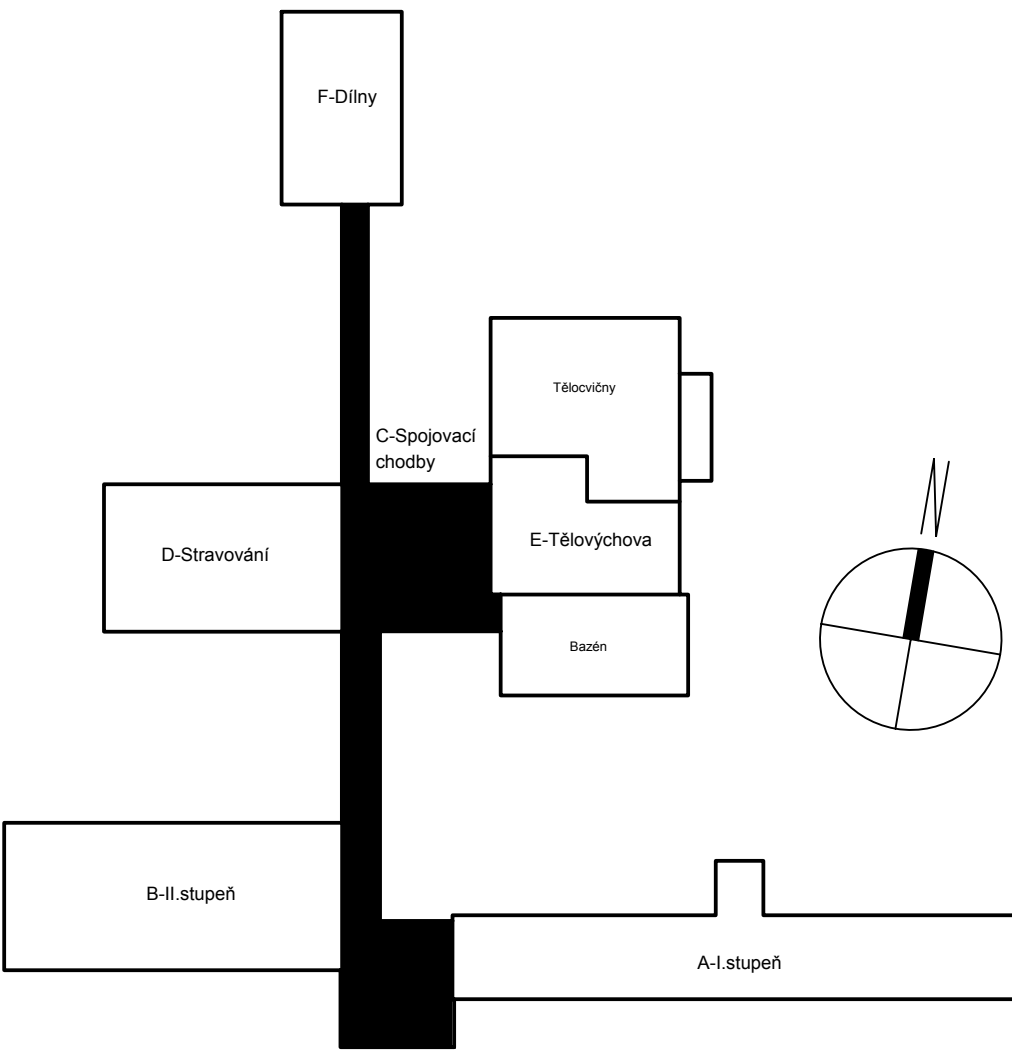 F-Dílny
Tělocvičny
C-Spojovací
chodby
D-Stravování
E-Tělovýchova
Bazén
B-II.stupeň
A-I.stupeň